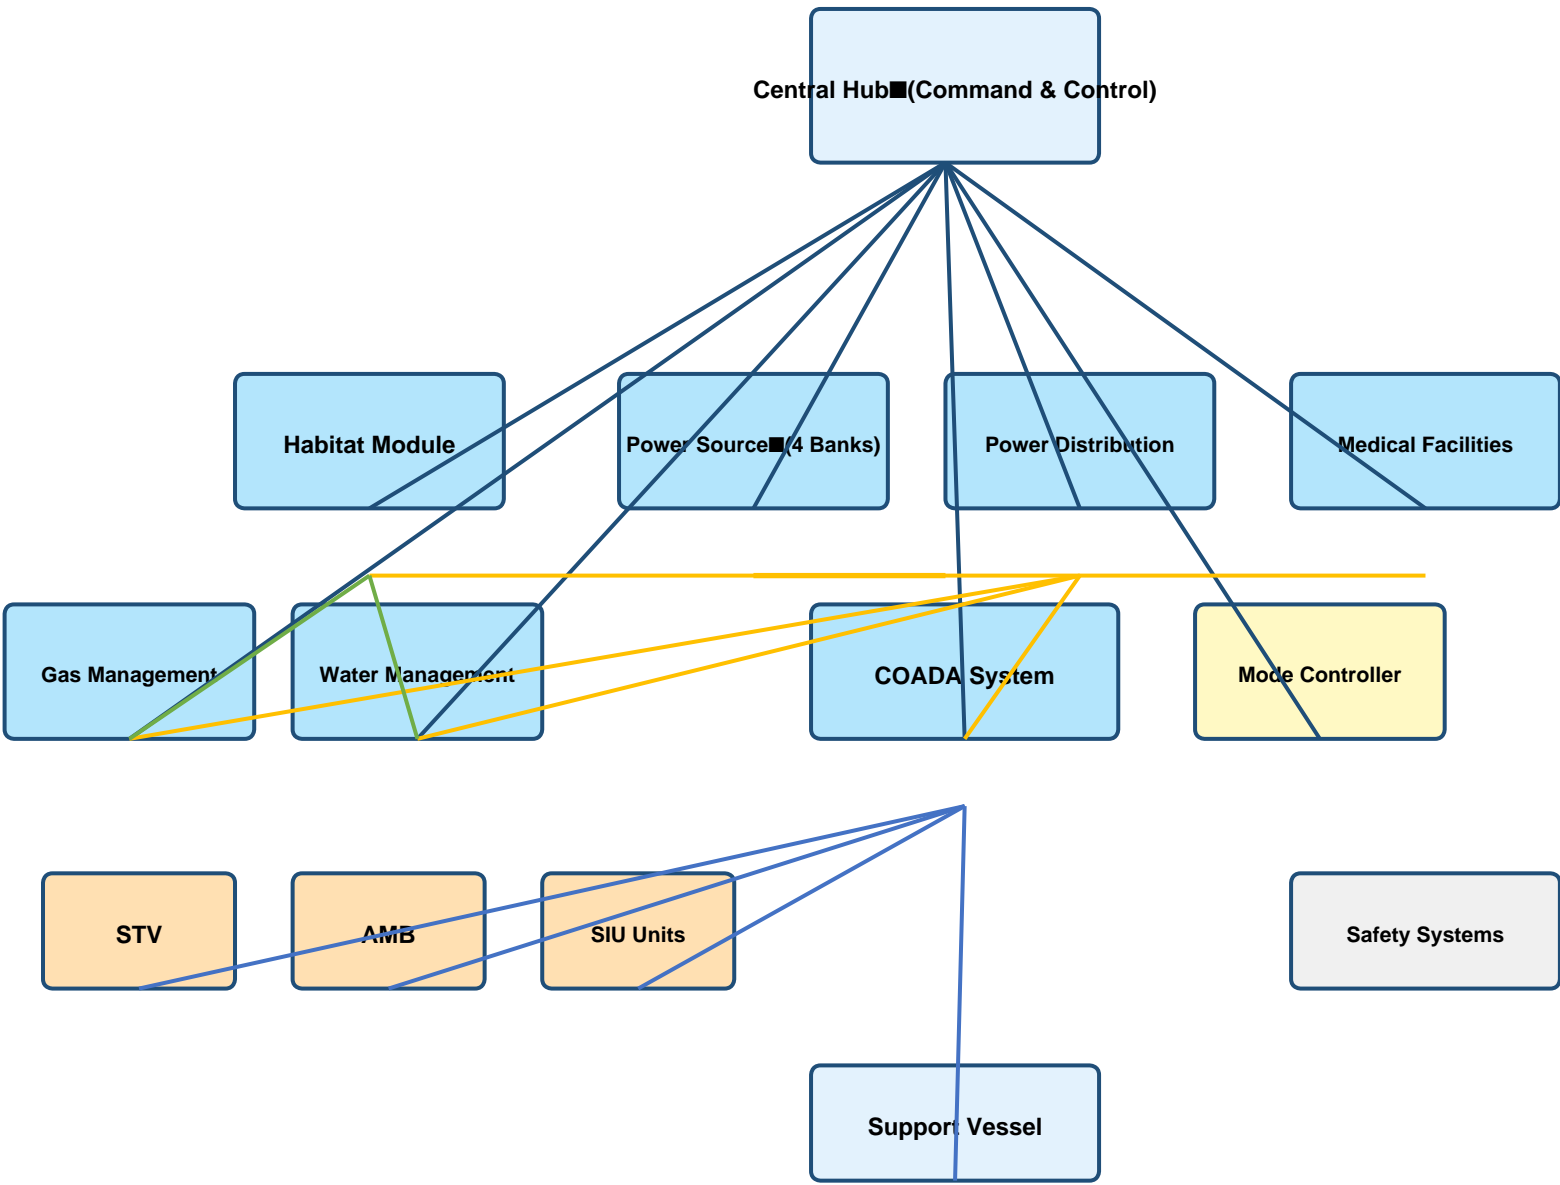 Central Hub■(Command & Control)
Habitat Module
Power Source■(4 Banks)
Power Distribution
Medical Facilities
Gas Management
Water Management
COADA System
Mode Controller
STV
AMB
SIU Units
Safety Systems
Support Vessel